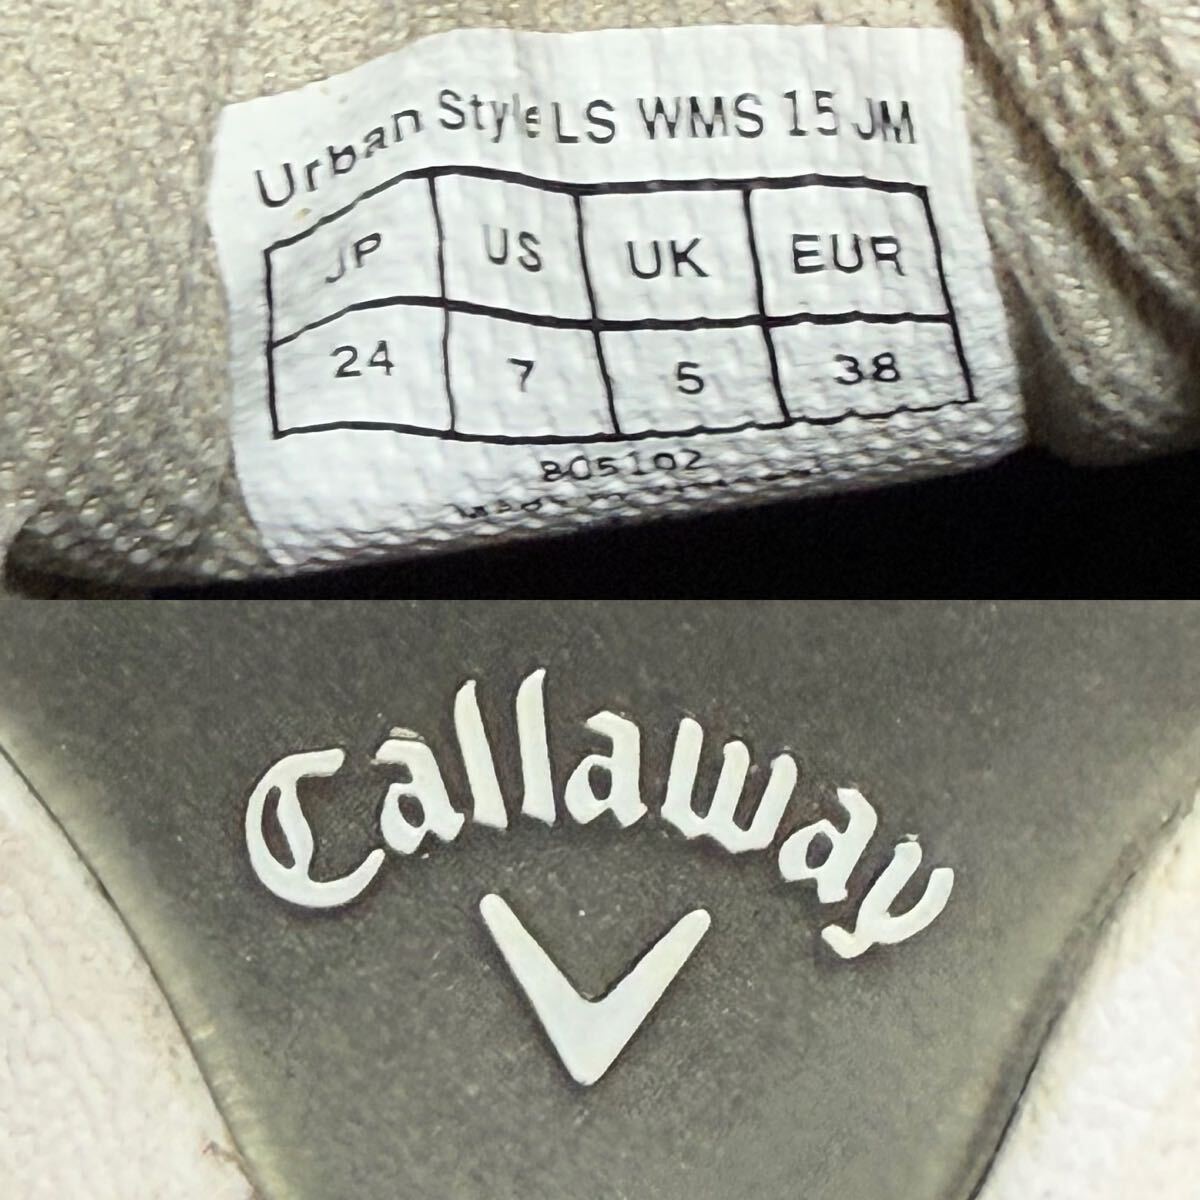 Urban Style LS WMS 15 JM
JP US UK EUR
24 7 5 38
805102
Callaway